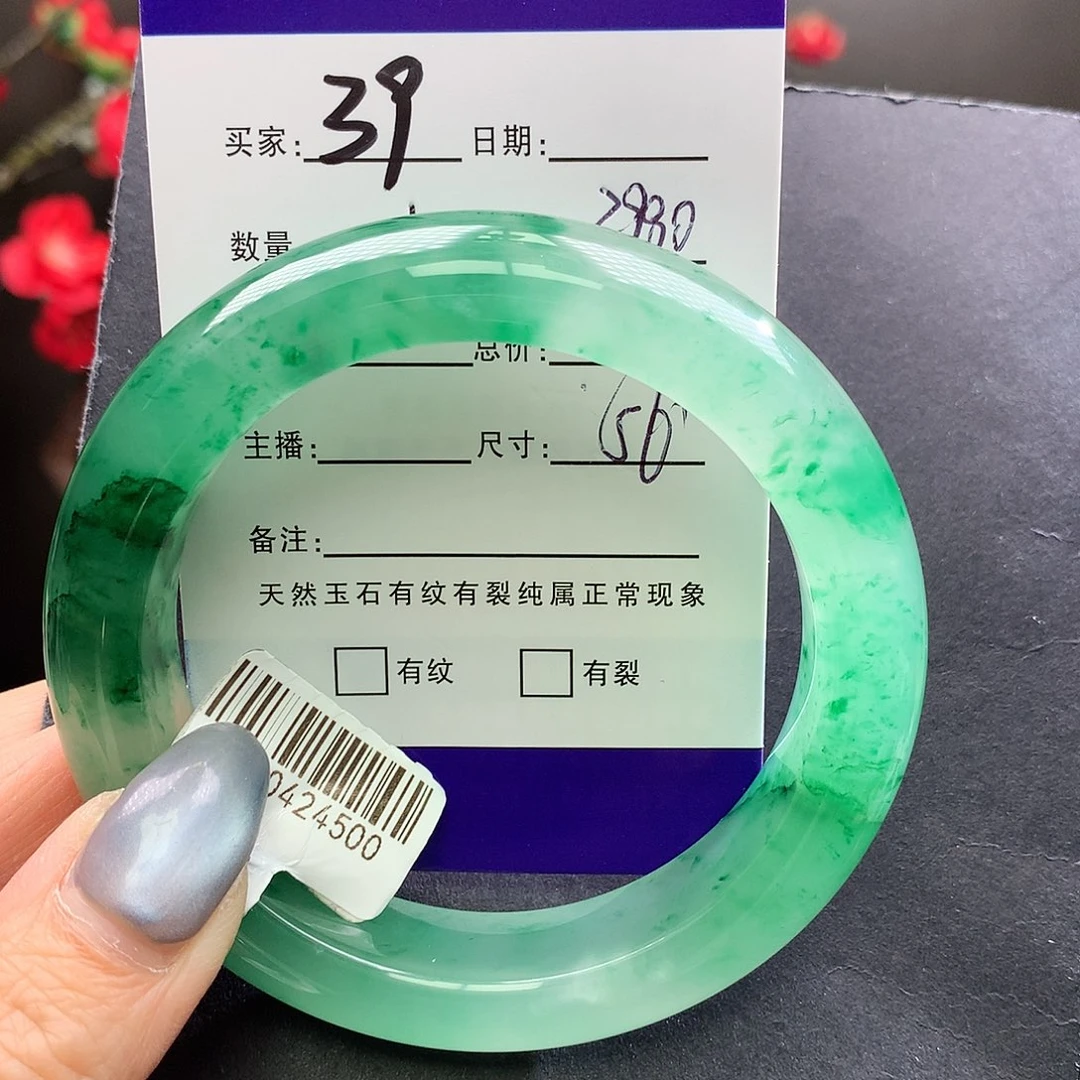 买家: 39 日期:
数量 2980
总价:
主播: 尺寸: 56
备注:
天然玉石有纹有裂纯属正常现象
□有纹 □有裂
0424500